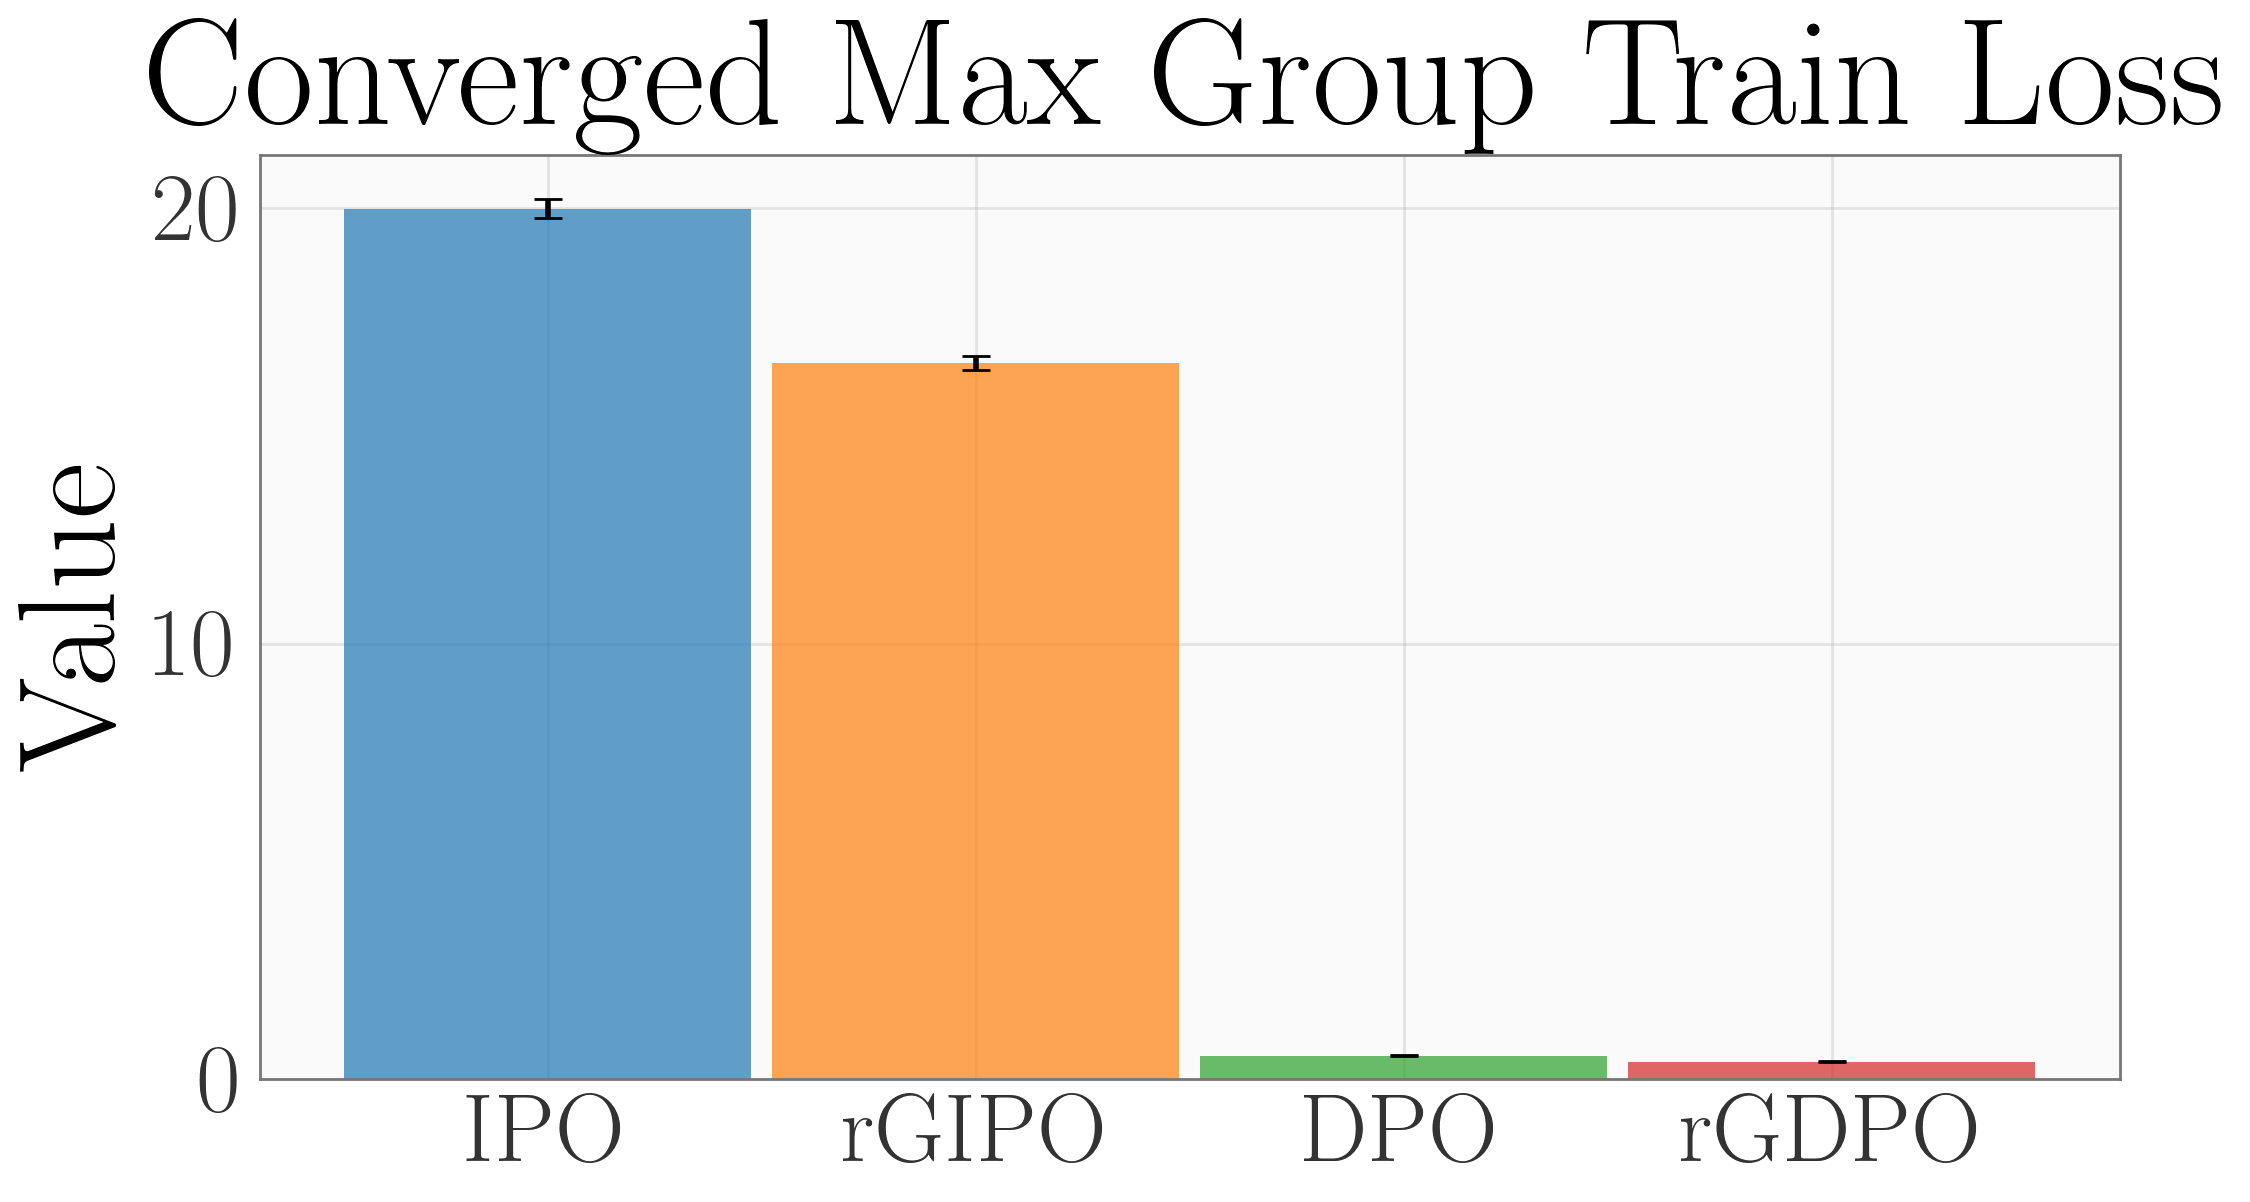 Converged Max Group Train Loss
Value
20
10
0
IPO rGIPO DPO rGDPO